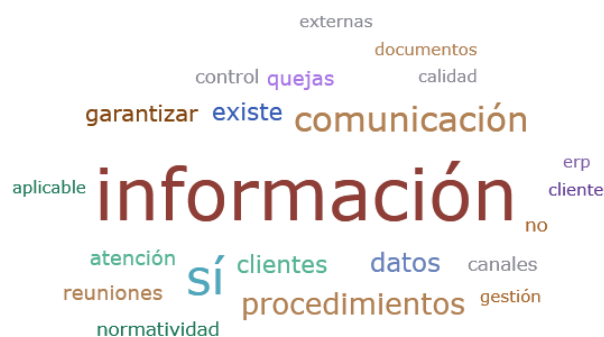 externas
documentos
control quejas calidad
garantizar existe comunicación
erp
aplicable información cliente
no
atención sí clientes datos canales
reuniones procedimientos gestión
normatividad